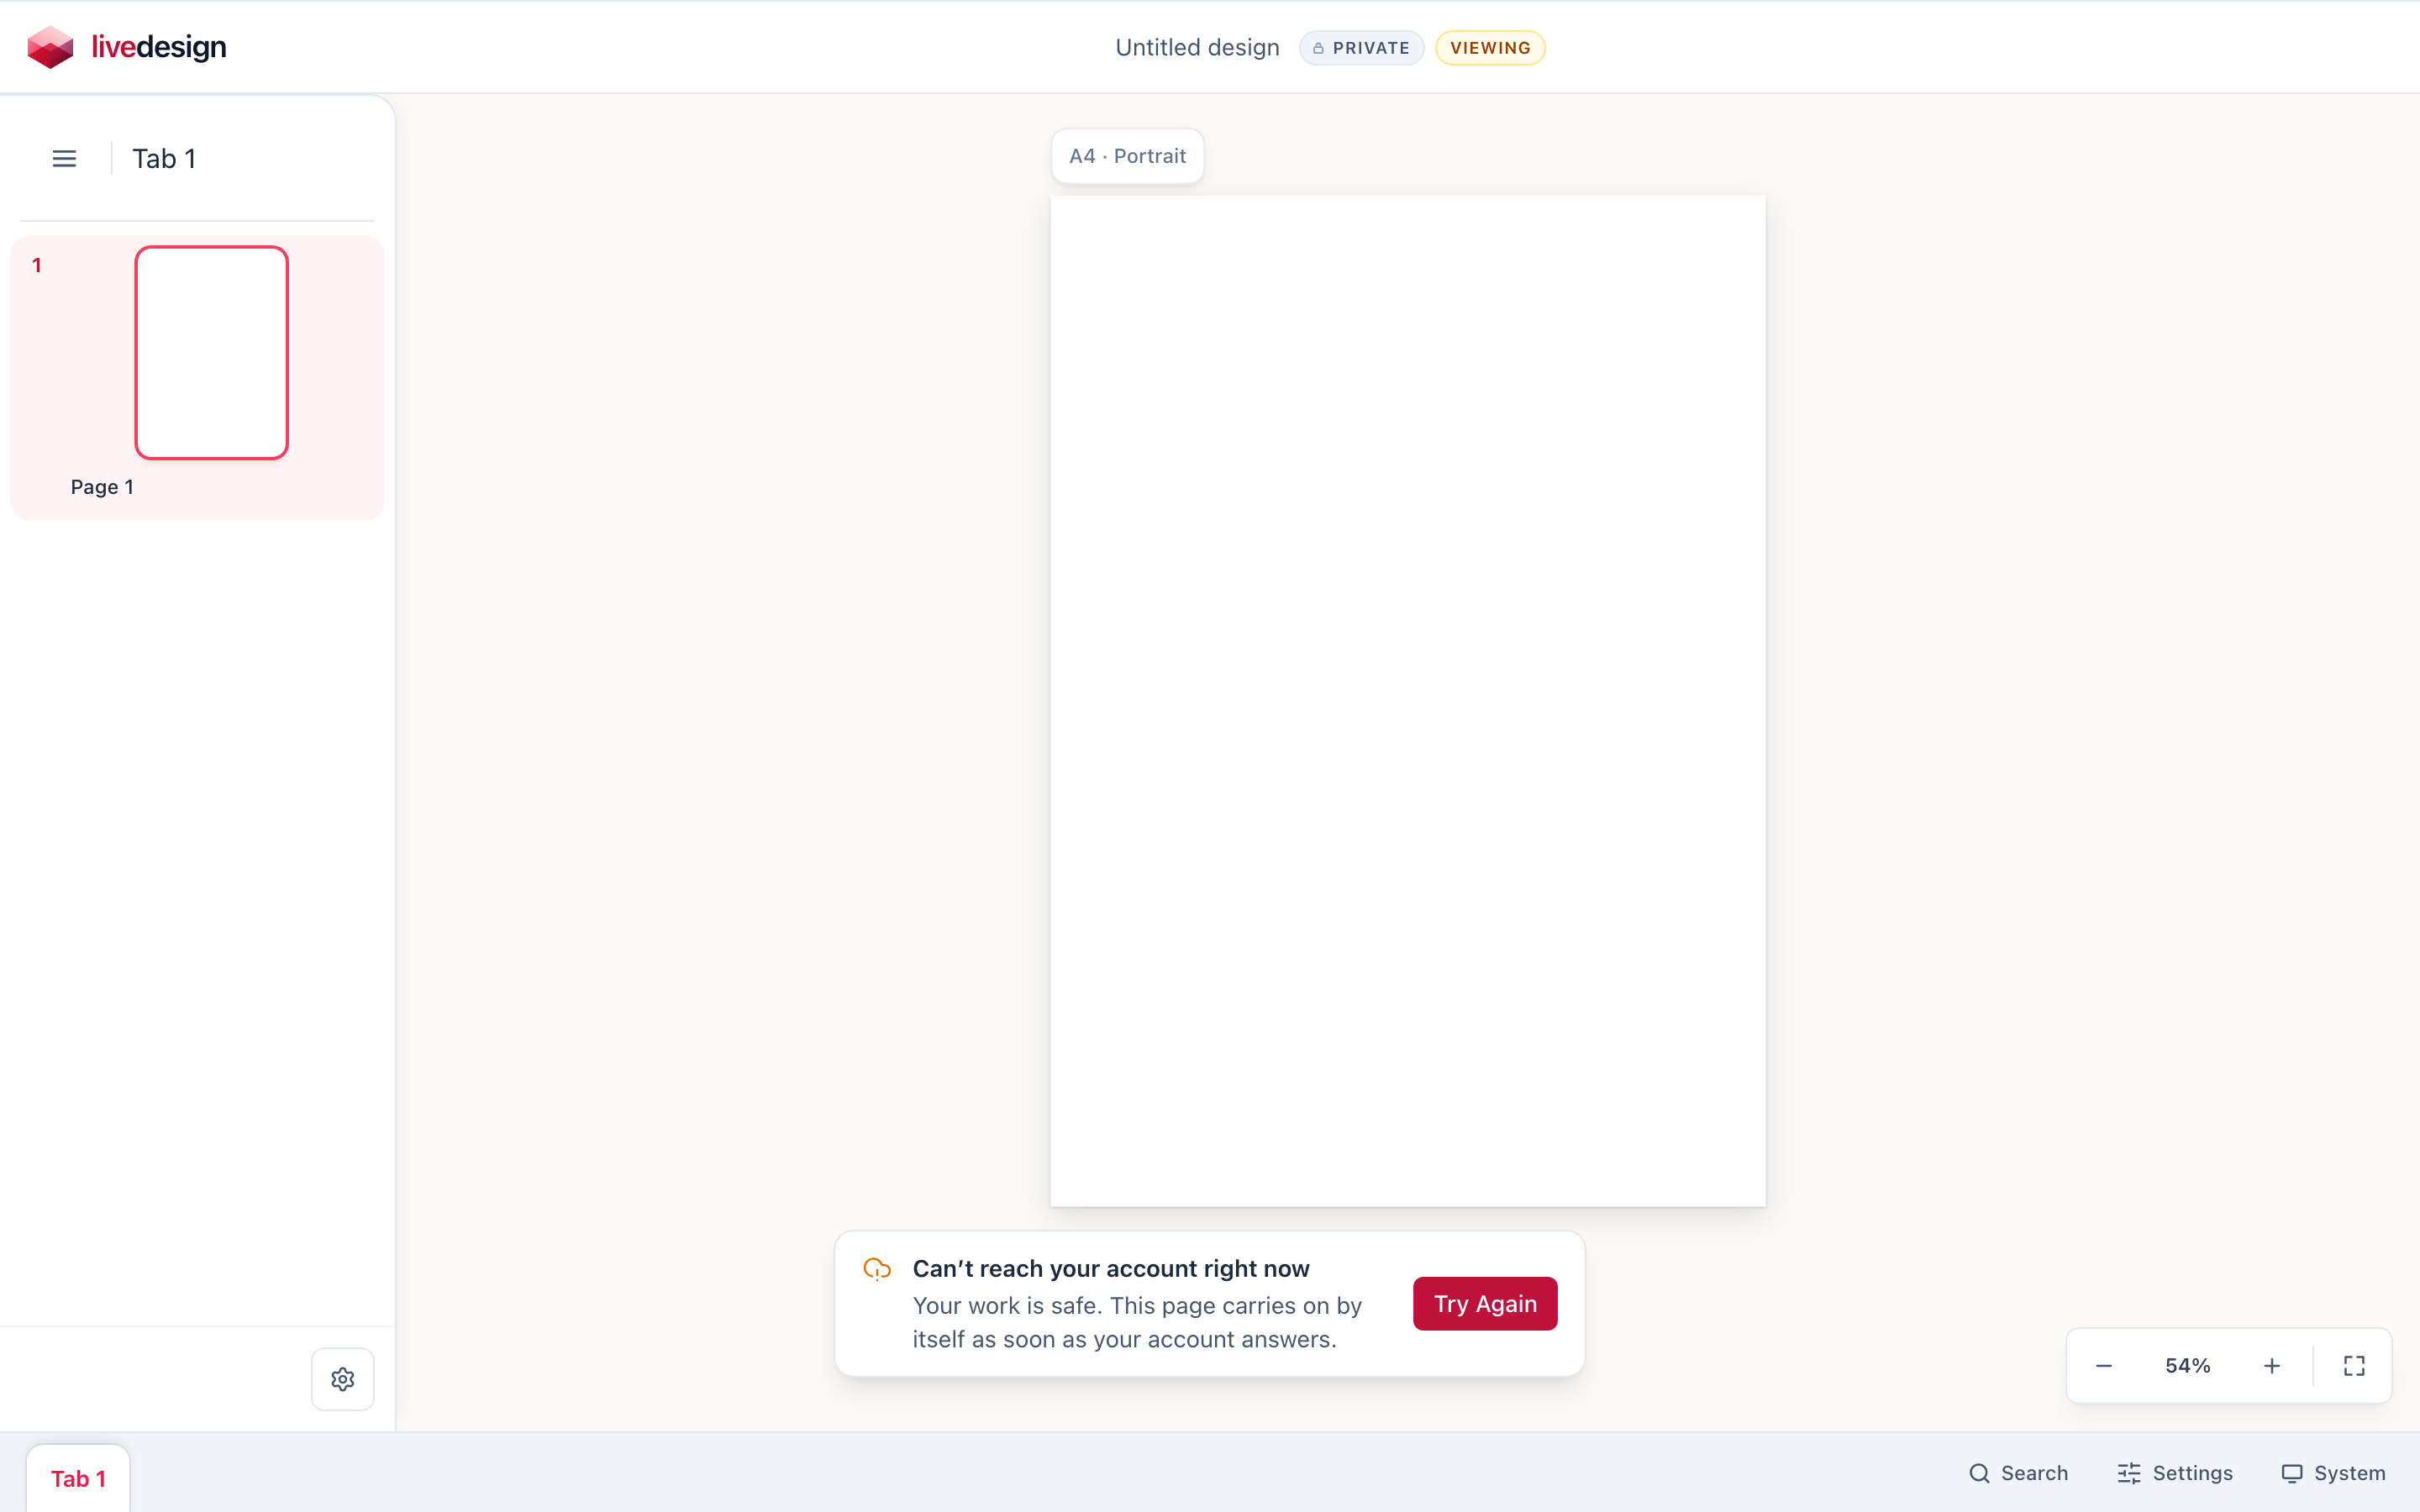 livedesign
Untitled design
PRIVATE
VIEWING
Tab 1
A4 · Portrait
1
Page 1
Can’t reach your account right now
Your work is safe. This page carries on by
itself as soon as your account answers.
Try Again
54%
Tab 1
Search
Settings
System